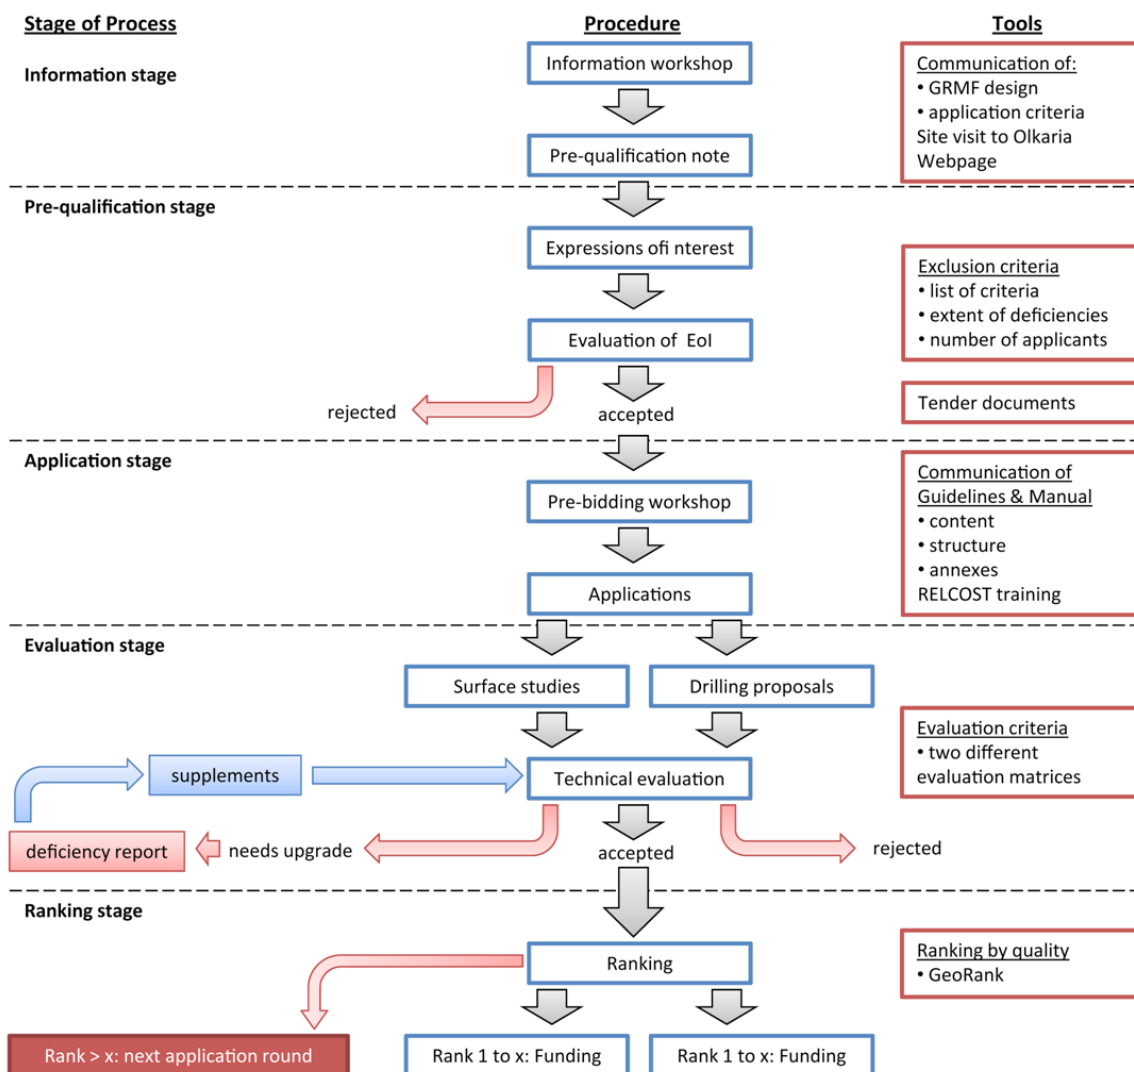 Stage of Process
Procedure
Tools
Information stage
Information workshop
Pre-qualification note
Communication of:
• GRMF design
• application criteria
Site visit to Olkaria
Webpage
Pre-qualification stage
Expressions ofi nterest
Evaluation of EoI
rejected
accepted
Exclusion criteria
• list of criteria
• extent of deficiencies
• number of applicants
Tender documents
Application stage
Pre-bidding workshop
Applications
Communication of
Guidelines & Manual
• content
• structure
• annexes
RELCOST training
Evaluation stage
Surface studies
Drilling proposals
supplements
Technical evaluation
deficiency report
needs upgrade
accepted
rejected
Evaluation criteria
• two different
evaluation matrices
Ranking stage
Ranking
Ranking by quality
• GeoRank
Rank > x: next application round
Rank 1 to x: Funding
Rank 1 to x: Funding